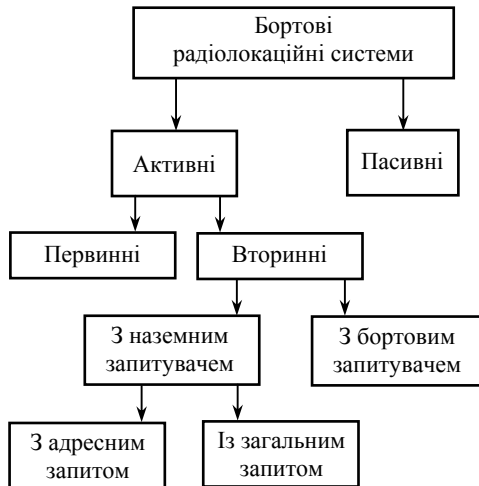 Бортові
радіолокаційні системи
Активні
Пасивні
Первинні
Вторинні
З наземним
запитувачем
З бортовим
запитувачем
З адресним
запитом
Із загальним
запитом